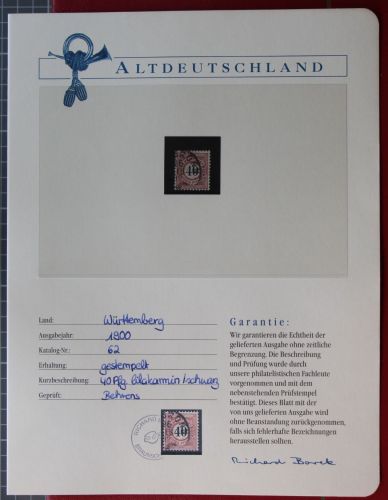 ALTDEUTSCHLAND
40
Land: Württemberg
Ausgabejahr: 1900
Katalog-Nr.: 62
Erhaltung: gestempelt
Kurzbeschreibung: 40 Pfg. lilakarmin/schwarz
Geprüft: Behrens
40
RICHARD
Garantie:
Wir garantieren die Echtheit der
gelieferten Ausgabe ohne zeitliche
Begrenzung. Die Beschreibung
und Prüfung wurde durch
unsere philatelistischen Fachleute
vorgenommen und mit dem
nebenstehenden Prüfstempel
bestätigt. Dieses Blatt mit der
von uns gelieferten Ausgabe wird
ohne Beanstandung zurückgenommen,
falls sich fehlerhafte Bezeichnungen
herausstellen sollten.
Richard Borek